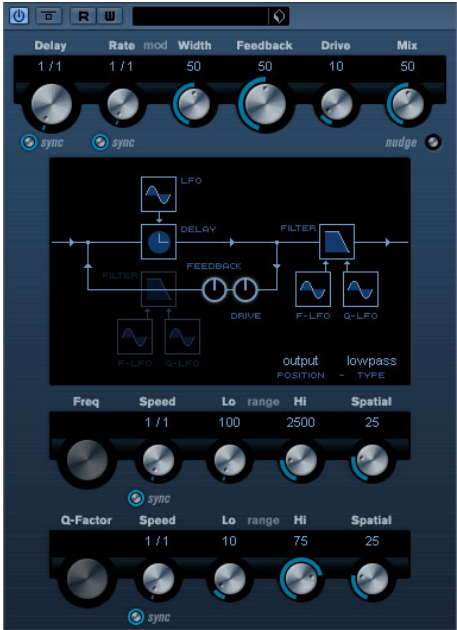 R W
Delay Rate mod Width Feedback Drive Mix
1 / 1 1 / 1 50 50 10 50
sync sync nudge
LFO
DELAY FILTER
FEEDBACK
FILTER
DRIVE F-LFO Q-LFO
F-LFO Q-LFO
output lowpass
POSITION - TYPE
Freq Speed Lo range Hi Spatial
1 / 1 100 2500 25
sync
Q-Factor Speed Lo range Hi Spatial
1 / 1 10 75 25
sync